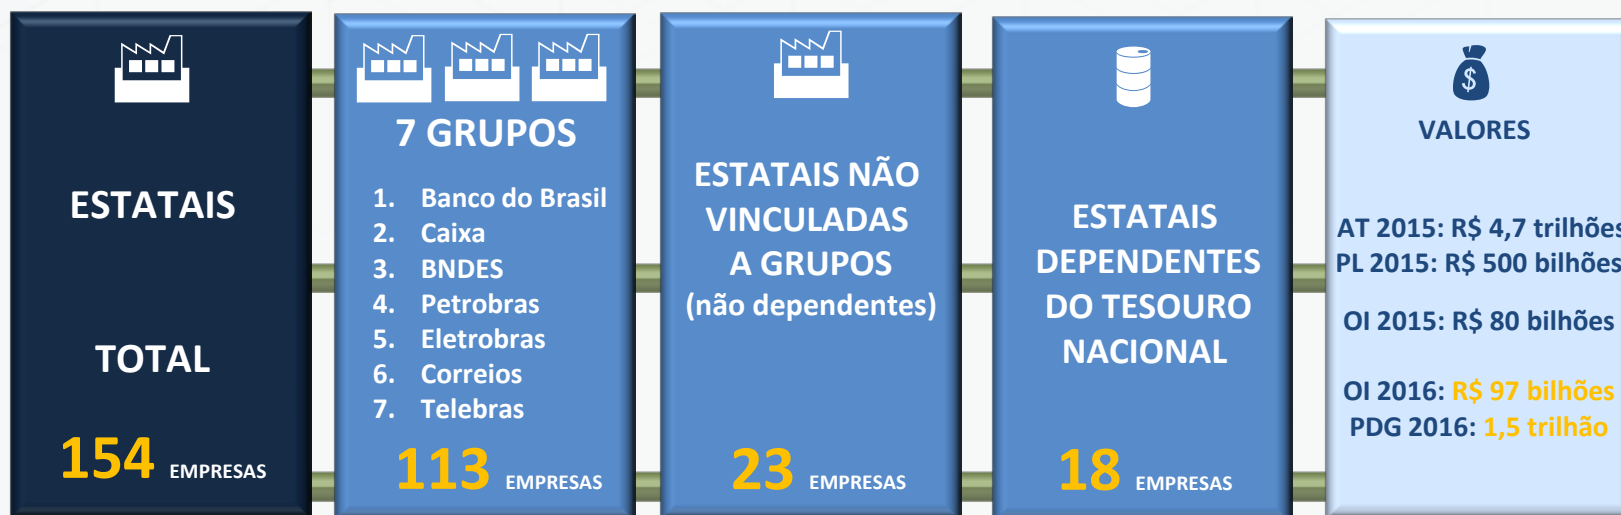 ESTATAIS
TOTAL
154 EMPRESAS
7 GRUPOS
1. Banco do Brasil
2. Caixa
3. BNDES
4. Petrobras
5. Eletrobras
6. Correios
7. Telebras
113 EMPRESAS
ESTATAIS NÃO
VINCULADAS
A GRUPOS
(não dependentes)
23 EMPRESAS
ESTATAIS
DEPENDENTES
DO TESOURO
NACIONAL
18 EMPRESAS
$
VALORES
AT 2015: R$ 4,7 trilhões
PL 2015: R$ 500 bilhões
OI 2015: R$ 80 bilhões
OI 2016: R$ 97 bilhões
PDG 2016: 1,5 trilhão